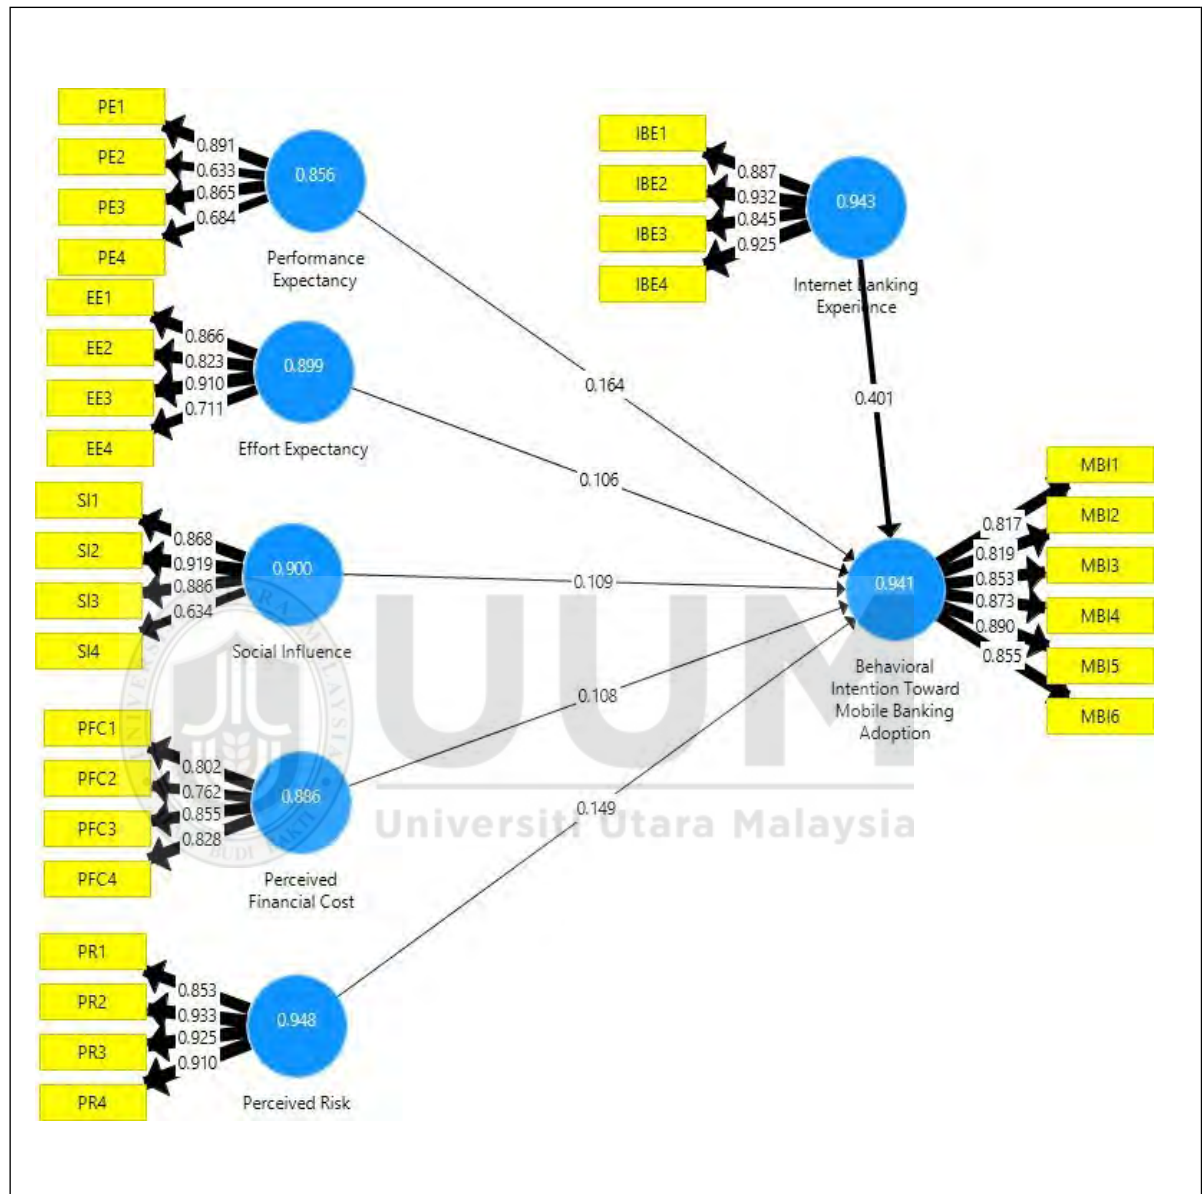 PE1
PE2
PE3
PE4
0.891
0.633
0.865
0.684
0.856
Performance
Expectancy
IBE1
IBE2
IBE3
IBE4
0.887
0.932
0.845
0.925
0.943
Internet Banking
Experience
EE1
EE2
EE3
EE4
0.866
0.823
0.910
0.711
0.899
Effort Expectancy
0.164
0.401
0.106
SI1
SI2
SI3
SI4
0.868
0.919
0.886
0.634
0.900
Social Influence
0.109
0.941
Behavioral
Intention Toward
Mobile Banking
Adoption
0.817
0.819
0.853
0.873
0.890
0.855
MBI1
MBI2
MBI3
MBI4
MBI5
MBI6
PFC1
PFC2
PFC3
PFC4
0.802
0.762
0.855
0.828
0.886
Perceived
Financial Cost
0.108
0.149
PR1
PR2
PR3
PR4
0.853
0.933
0.925
0.910
0.948
Perceived Risk
UUM
Universiti Utara Malaysia
UNIVERSITI UTARA MALAYSIA
BUDI BAKTI